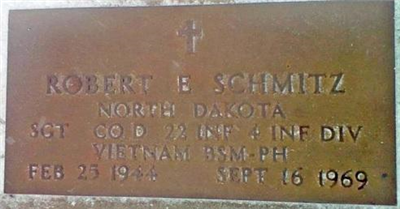 ROBERT E SCHMITZ
NORTH DAKOTA
SGT CO D 22 INF 4 INF DIV
VIETNAM BSM-PH
FEB 25 1944 SEPT 16 1969